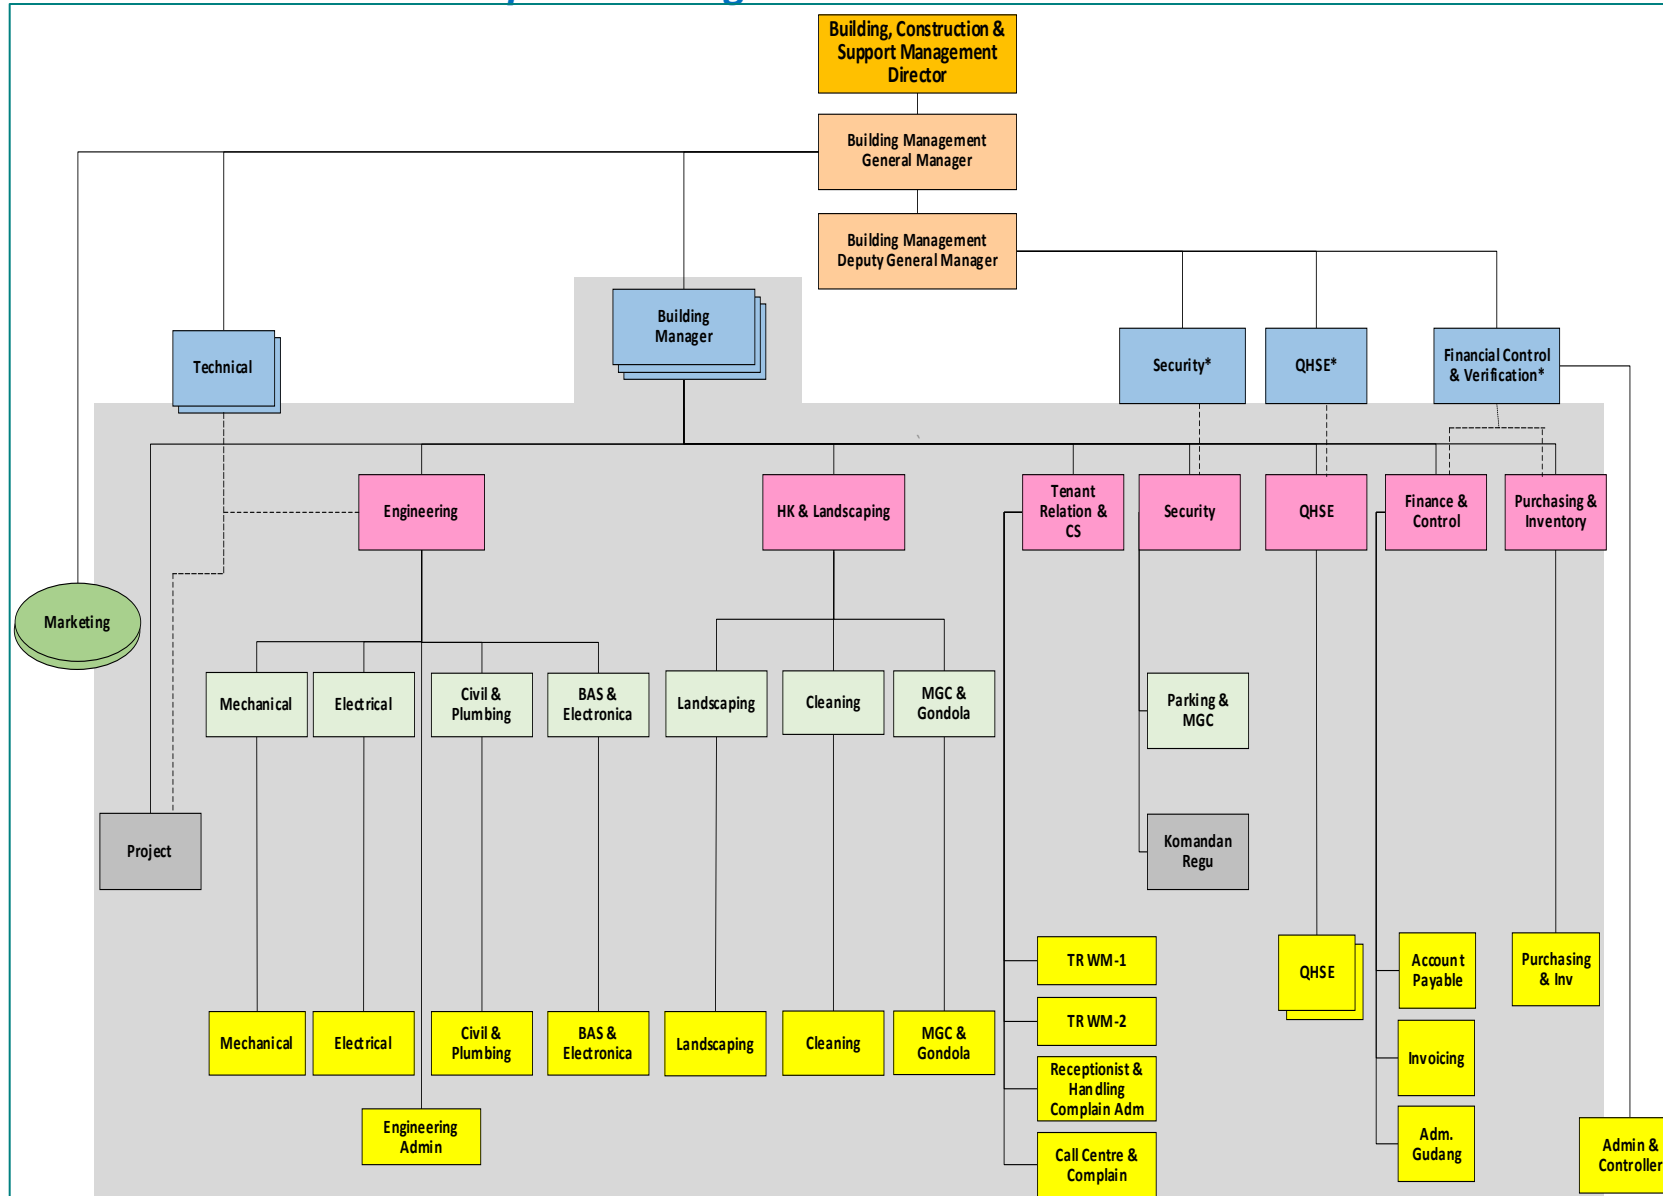 Building, Construction &
Support Management
Director
Building Management
General Manager
Building Management
Deputy General Manager
Building
Manager
Technical
Security*
QHSE*
Financial Control
& Verification*
Engineering
HK & Landscaping
Tenant
Relation &
CS
Security
QHSE
Finance &
Control
Purchasing &
Inventory
Marketing
Mechanical
Electrical
Civil &
Plumbing
BAS &
Electronica
Landscaping
Cleaning
MGC &
Gondola
Parking &
MGC
Project
Komandan
Regu
TR WM-1
TR WM-2
Receptionist &
Handling
Complain Adm
Call Centre &
Complain
QHSE
Account
Payable
Invoicing
Adm.
Gudang
Purchasing
& Inv
Mechanical
Electrical
Civil &
Plumbing
BAS &
Electronica
Landscaping
Cleaning
MGC &
Gondola
Engineering
Admin
Admin &
Controller